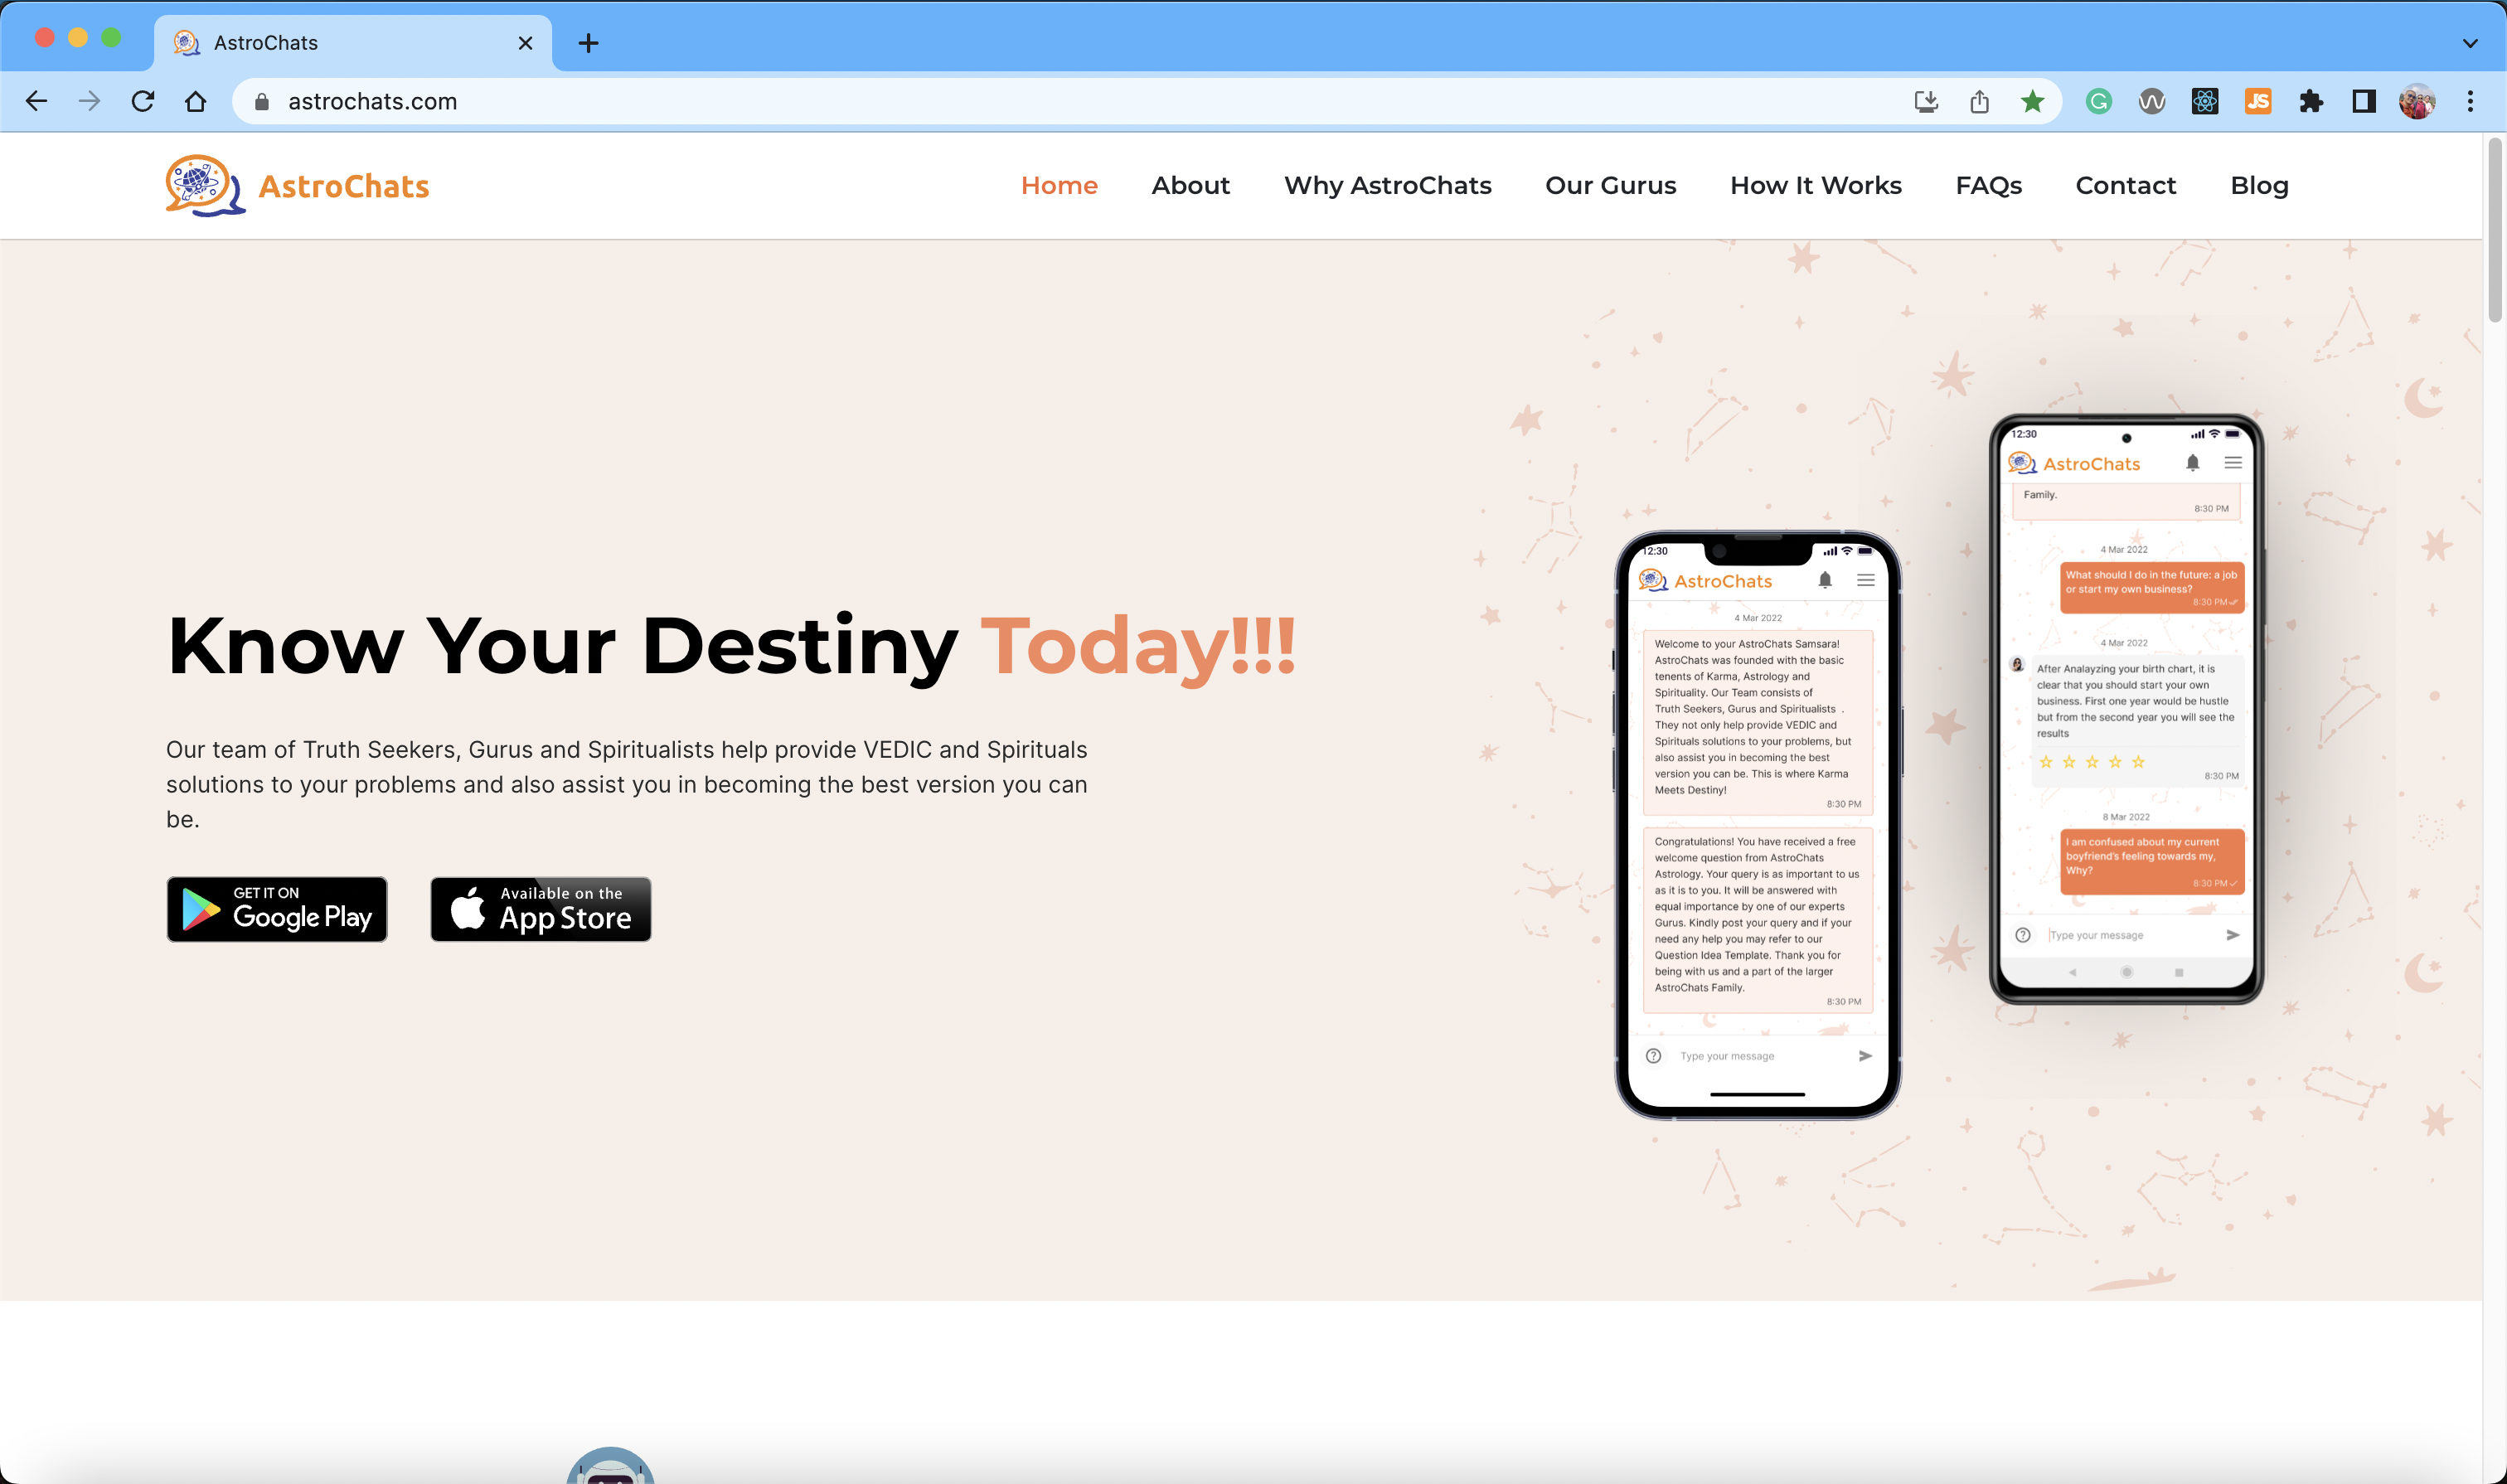 AstroChats
astrochats.com
JS
AstroChats
Home About Why AstroChats Our Gurus How It Works FAQs Contact Blog
Know Your Destiny Today!!!
Our team of Truth Seekers, Gurus and Spiritualists help provide VEDIC and Spirituals
solutions to your problems and also assist you in becoming the best version you can
be.
GET IT ON
Google Play
Available on the
App Store
12:30
AstroChats
4 Mar 2022
Welcome to your AstroChats Samsara!
AstroChats was founded with the basic
tenents of Karma, Astrology and
Spirituality. Our Team consists of
Truth Seekers, Gurus and Spiritualists .
They not only help provide VEDIC and
Spirituals solutions to your problems, but
also assist you in becoming the best
version you can be. This is where Karma
Meets Destiny!
8:30 PM
Congratulations! You have received a free
welcome question from AstroChats
Astrology. Your query is as important to us
as it is to you. It will be answered with
equal importance by one of our experts
Gurus. Kindly post your query and if your
need any help you may refer to our
Question Idea Template. Thank you for
being with us and a part of the larger
AstroChats Family.
8:30 PM
Type your message
12:30
AstroChats
Family.
8:30 PM
4 Mar 2022
What should I do in the future: a job
or start my own business?
8:30 PM
4 Mar 2022
After Analayzing your birth chart, it is
clear that you should start your own
business. First one year would be hustle
but from the second year you will see the
results
8:30 PM
8 Mar 2022
I am confused about my current
boyfriend's feeling towards my,
Why?
8:30 PM
Type your message